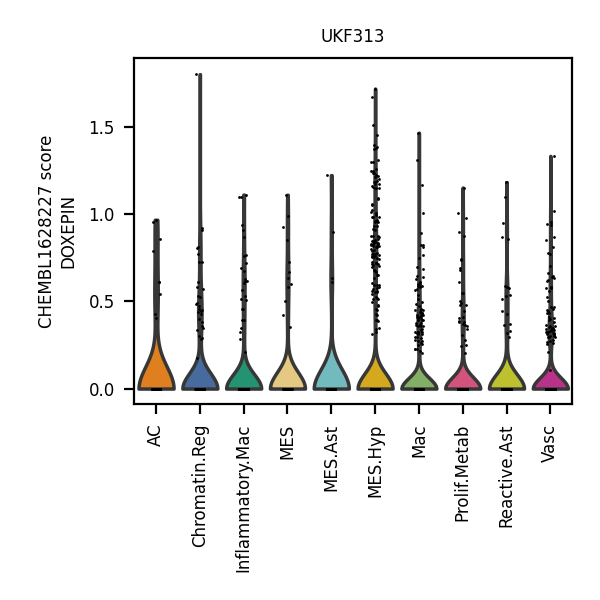 UKF313
CHEMBL1628227 score
DOXEPIN
1.5
1.0
0.5
0.0
AC
Chromatin.Reg
Inflammatory.Mac
MES
MES.Ast
MES.Hyp
Mac
Prolif.Metab
Reactive.Ast
Vasc